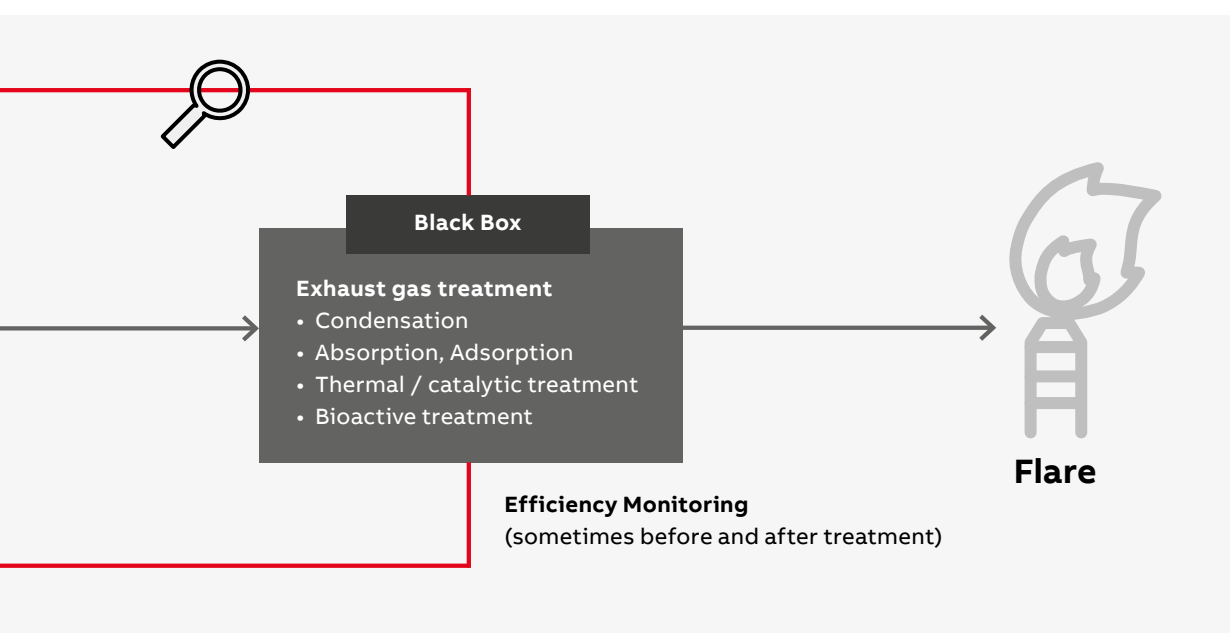 Black Box
Exhaust gas treatment
• Condensation
• Absorption, Adsorption
• Thermal / catalytic treatment
• Bioactive treatment
Flare
Efficiency Monitoring
(sometimes before and after treatment)